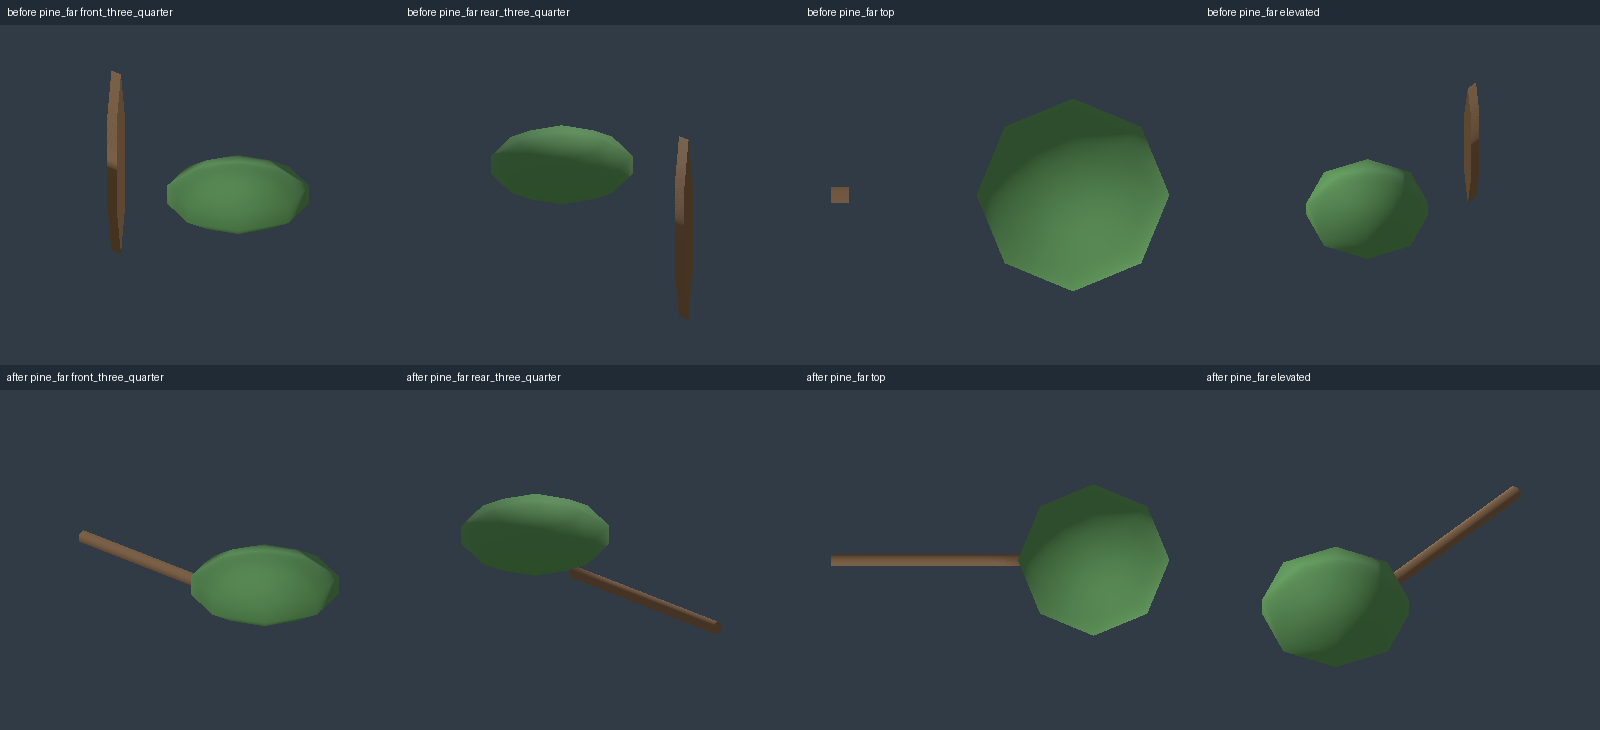 before pine_far front_three_quarter
before pine_far rear_three_quarter
before pine_far top
before pine_far elevated
after pine_far front_three_quarter
after pine_far rear_three_quarter
after pine_far top
after pine_far elevated